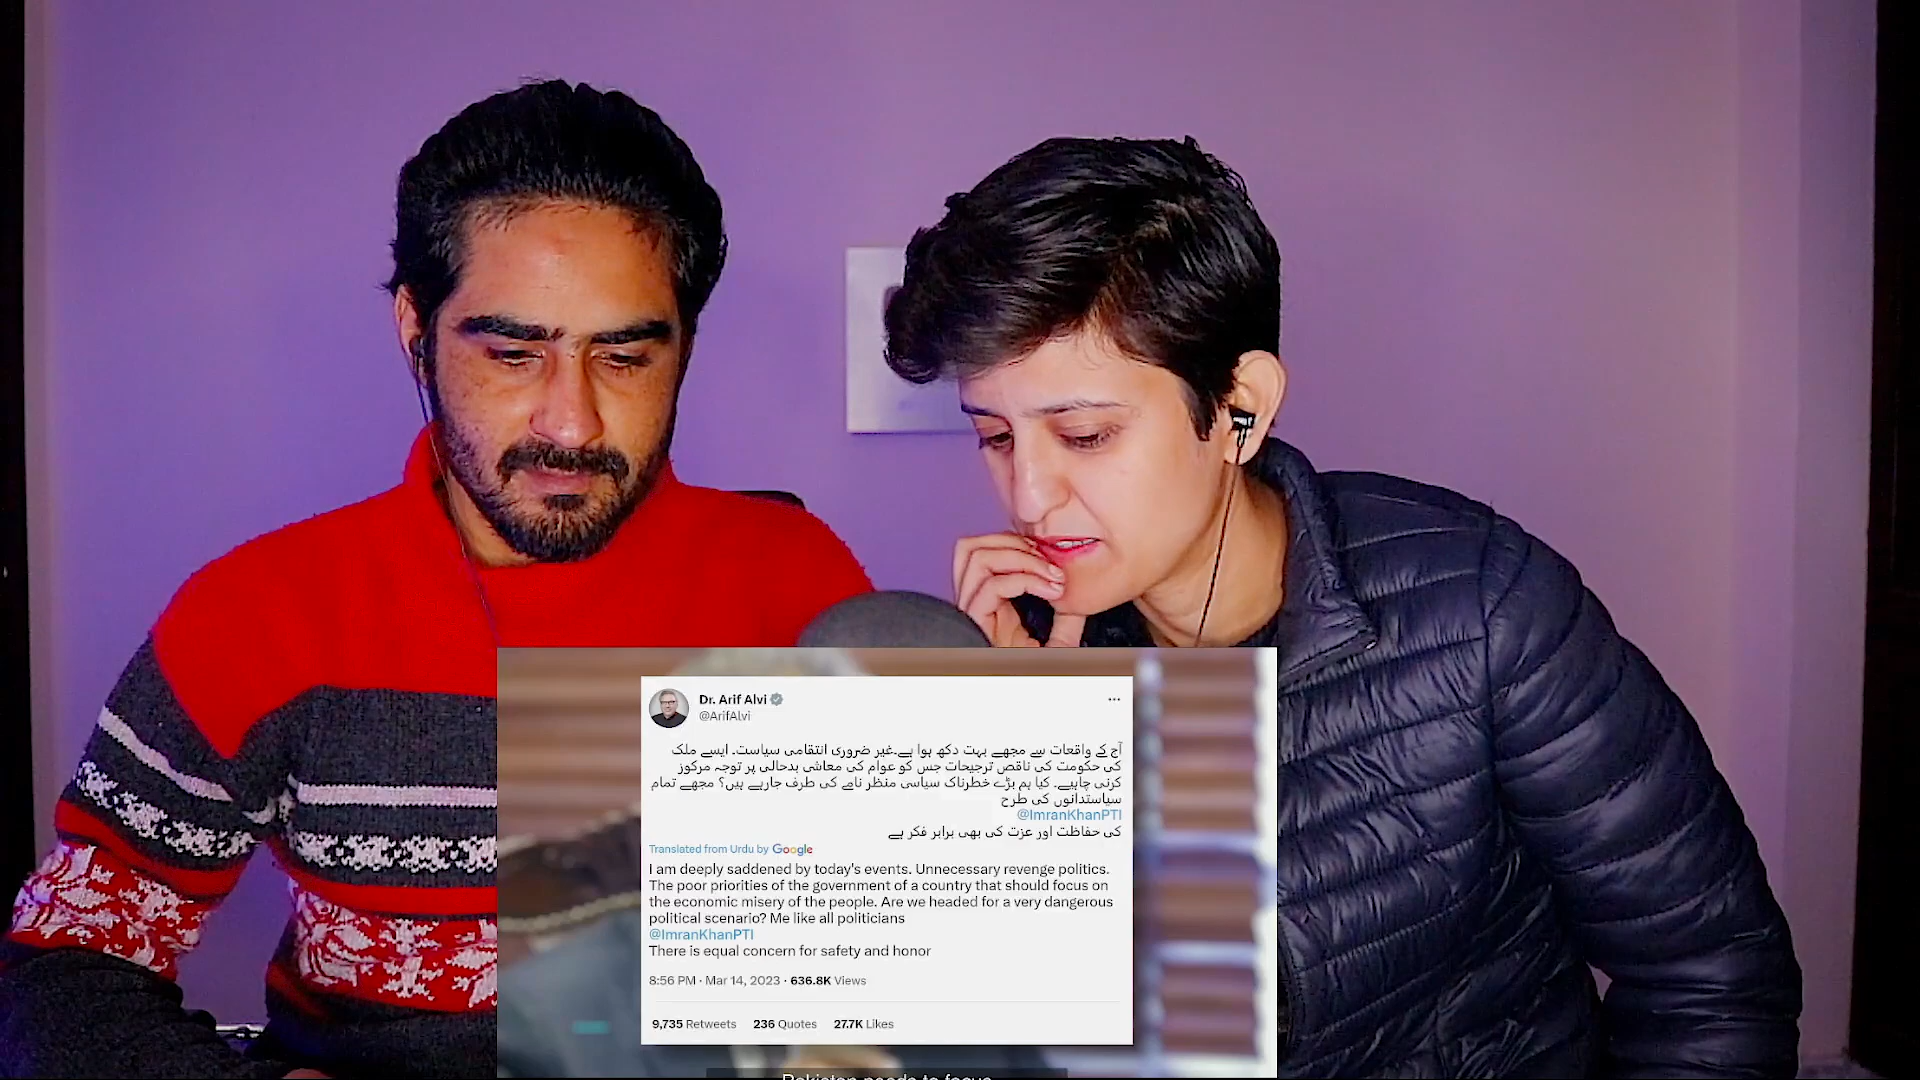 Dr. Arif Alvi
@ArifAlvi
آج کے واقعات سے مجھے بہت دکھ ہوا ہے۔غیر ضروری انتقامی سیاست۔ ایسے ملک
کی حکومت کی ناقص ترجیحات جس کو عوام کی معاشی بدحالی پر توجہ مرکوز
کرنی چاہیے۔ کیا ہم بڑے خطرناک سیاسی منظر نامے کی طرف جارہے ہیں؟ مجھے تمام
سیاستدانوں کی طرح
@ImranKhanPTI
کی حفاظت اور عزت کی بھی برابر فکر ہے
Translated from Urdu by Google
I am deeply saddened by today's events. Unnecessary revenge politics.
The poor priorities of the government of a country that should focus on
the economic misery of the people. Are we headed for a very dangerous
political scenario? Me like all politicians
@ImranKhanPTI
There is equal concern for safety and honor
8:56 PM · Mar 14, 2023 · 636.8K Views
9,735 Retweets 236 Quotes 27.7K Likes
Pakistan needs to focus